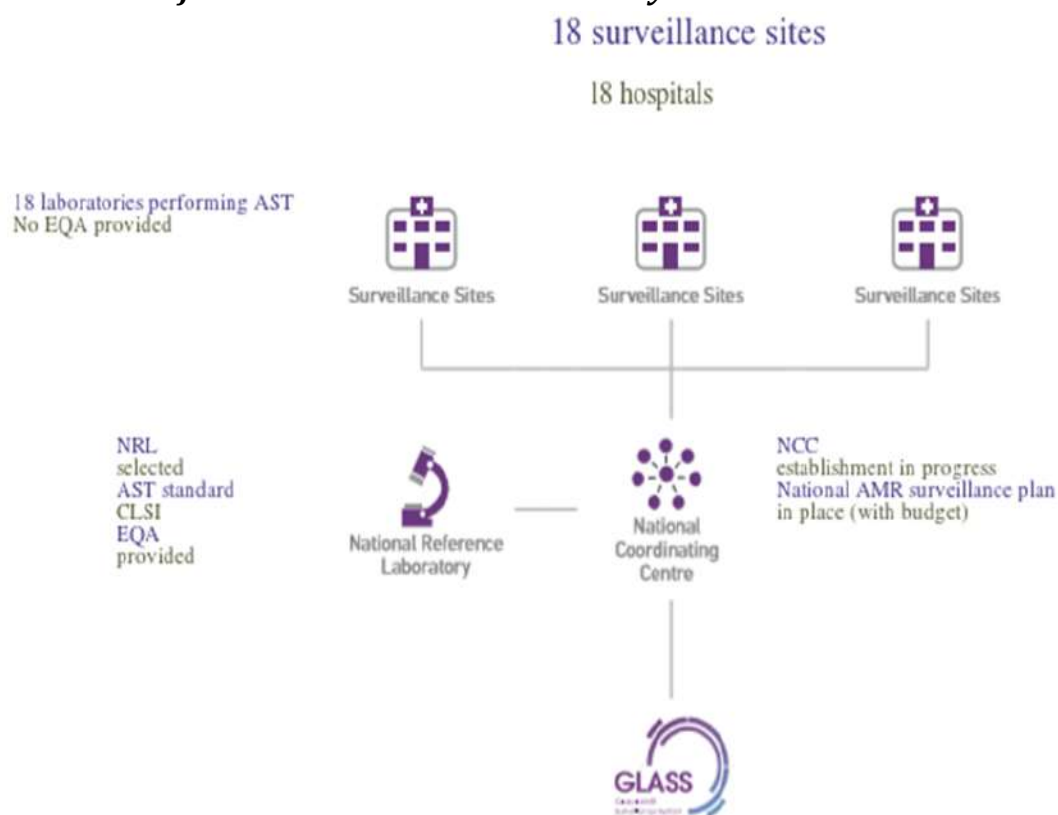 18 surveillance sites
18 hospitals
18 laboratories performing AST
No EQA provided
Surveillance Sites
Surveillance Sites
Surveillance Sites
NRL
selected
AST standard
CLSI
EQA
provided
National Reference
Laboratory
National
Coordinating
Centre
NCC
establishment in progress
National AMR surveillance plan
in place (with budget)
GLASS